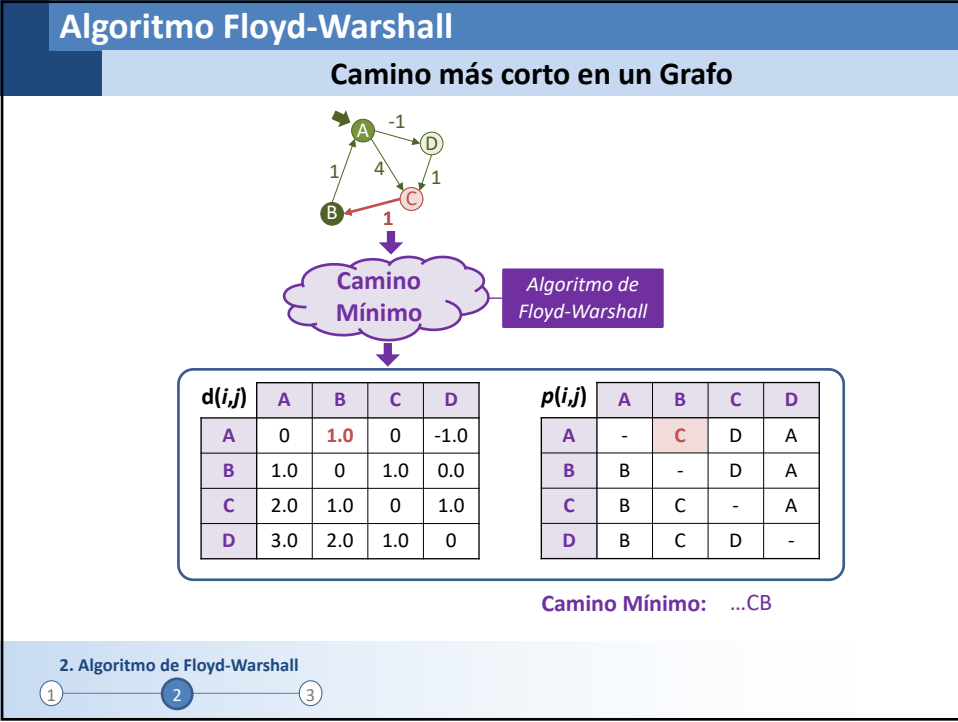 Algoritmo Floyd-Warshall
Camino más corto en un Grafo
A
-1
D
1
4
1
C
B
1
Camino
Mínimo
Algoritmo de
Floyd-Warshall
d(i,j) A B C D
A 0 1.0 0 -1.0
B 1.0 0 1.0 0.0
C 2.0 1.0 0 1.0
D 3.0 2.0 1.0 0
p(i,j) A B C D
A - C D A
B B - D A
C B C - A
D B C D -
Camino Mínimo: ...CB
2. Algoritmo de Floyd-Warshall
1 2 3